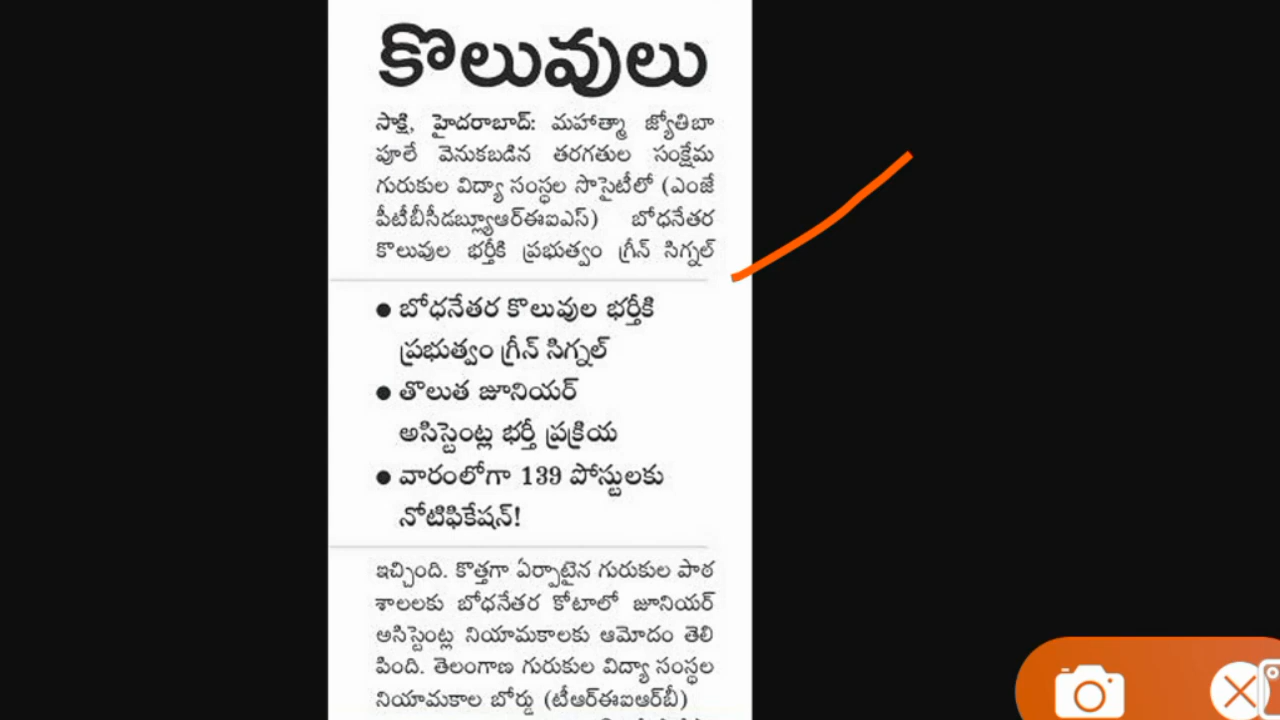 కొలువులు
సాక్షి, హైదరాబాద్: మహాత్మా జ్యోతిబా
పూలే వెనుకబడిన తరగతుల సంక్షేమ
గురుకుల విద్యా సంస్థల సొసైటీలో (ఎంజే
పీటీబీసీడబ్ల్యూఆర్ఈఐఎస్) బోధనేతర
కొలువుల భర్తీకి ప్రభుత్వం గ్రీన్ సిగ్నల్
● బోధనేతర కొలువుల భర్తీకి
ప్రభుత్వం గ్రీన్ సిగ్నల్
● తొలుత జూనియర్
అసిస్టెంట్ల భర్తీ ప్రక్రియ
● వారంలోగా 139 పోస్టులకు
నోటిఫికేషన్!
ఇచ్చింది. కొత్తగా ఏర్పాటైన గురుకుల పాఠ
శాలలకు బోధనేతర కోటాలో జూనియర్
అసిస్టెంట్ల నియామకాలకు ఆమోదం తెలి
పింది. తెలంగాణ గురుకుల విద్యా సంస్థల
నియామకాల బోర్డు (టీఆర్ఈఐఆర్‌బీ)